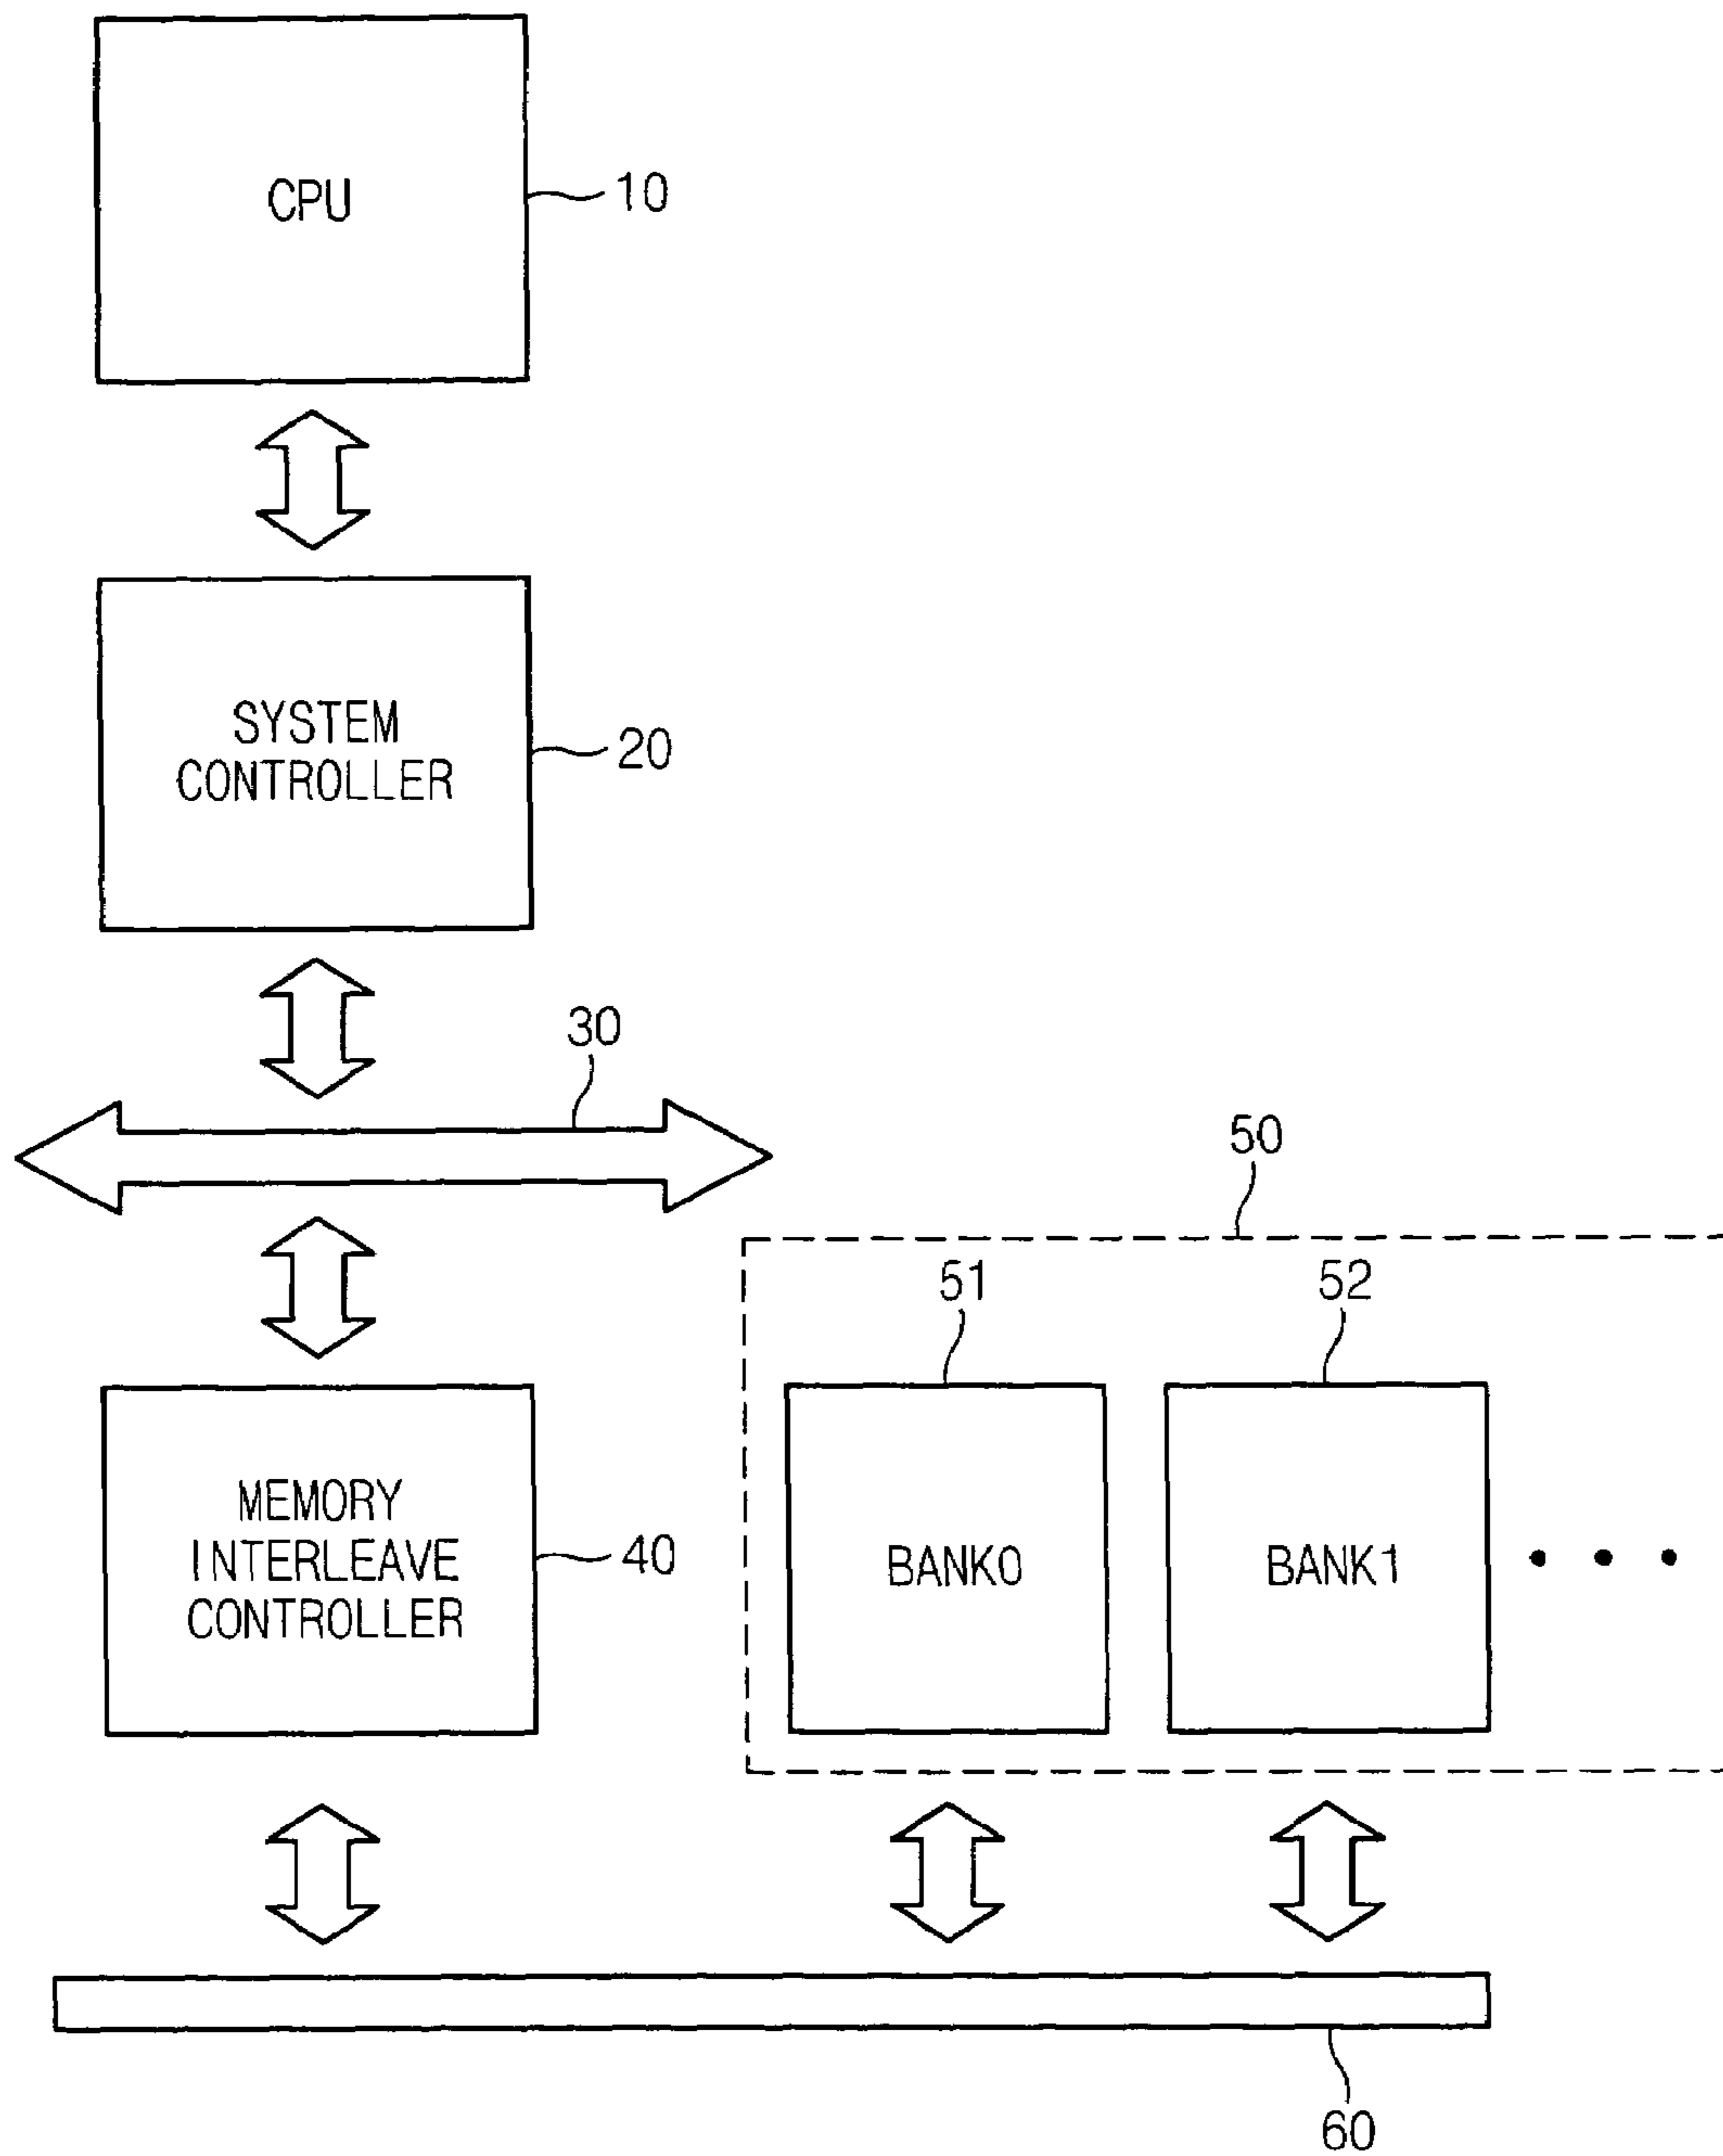 CPU
10
SYSTEM
CONTROLLER
20
30
50
51
52
MEMORY
INTERLEAVE
CONTROLLER
40
BANK0
BANK1
60